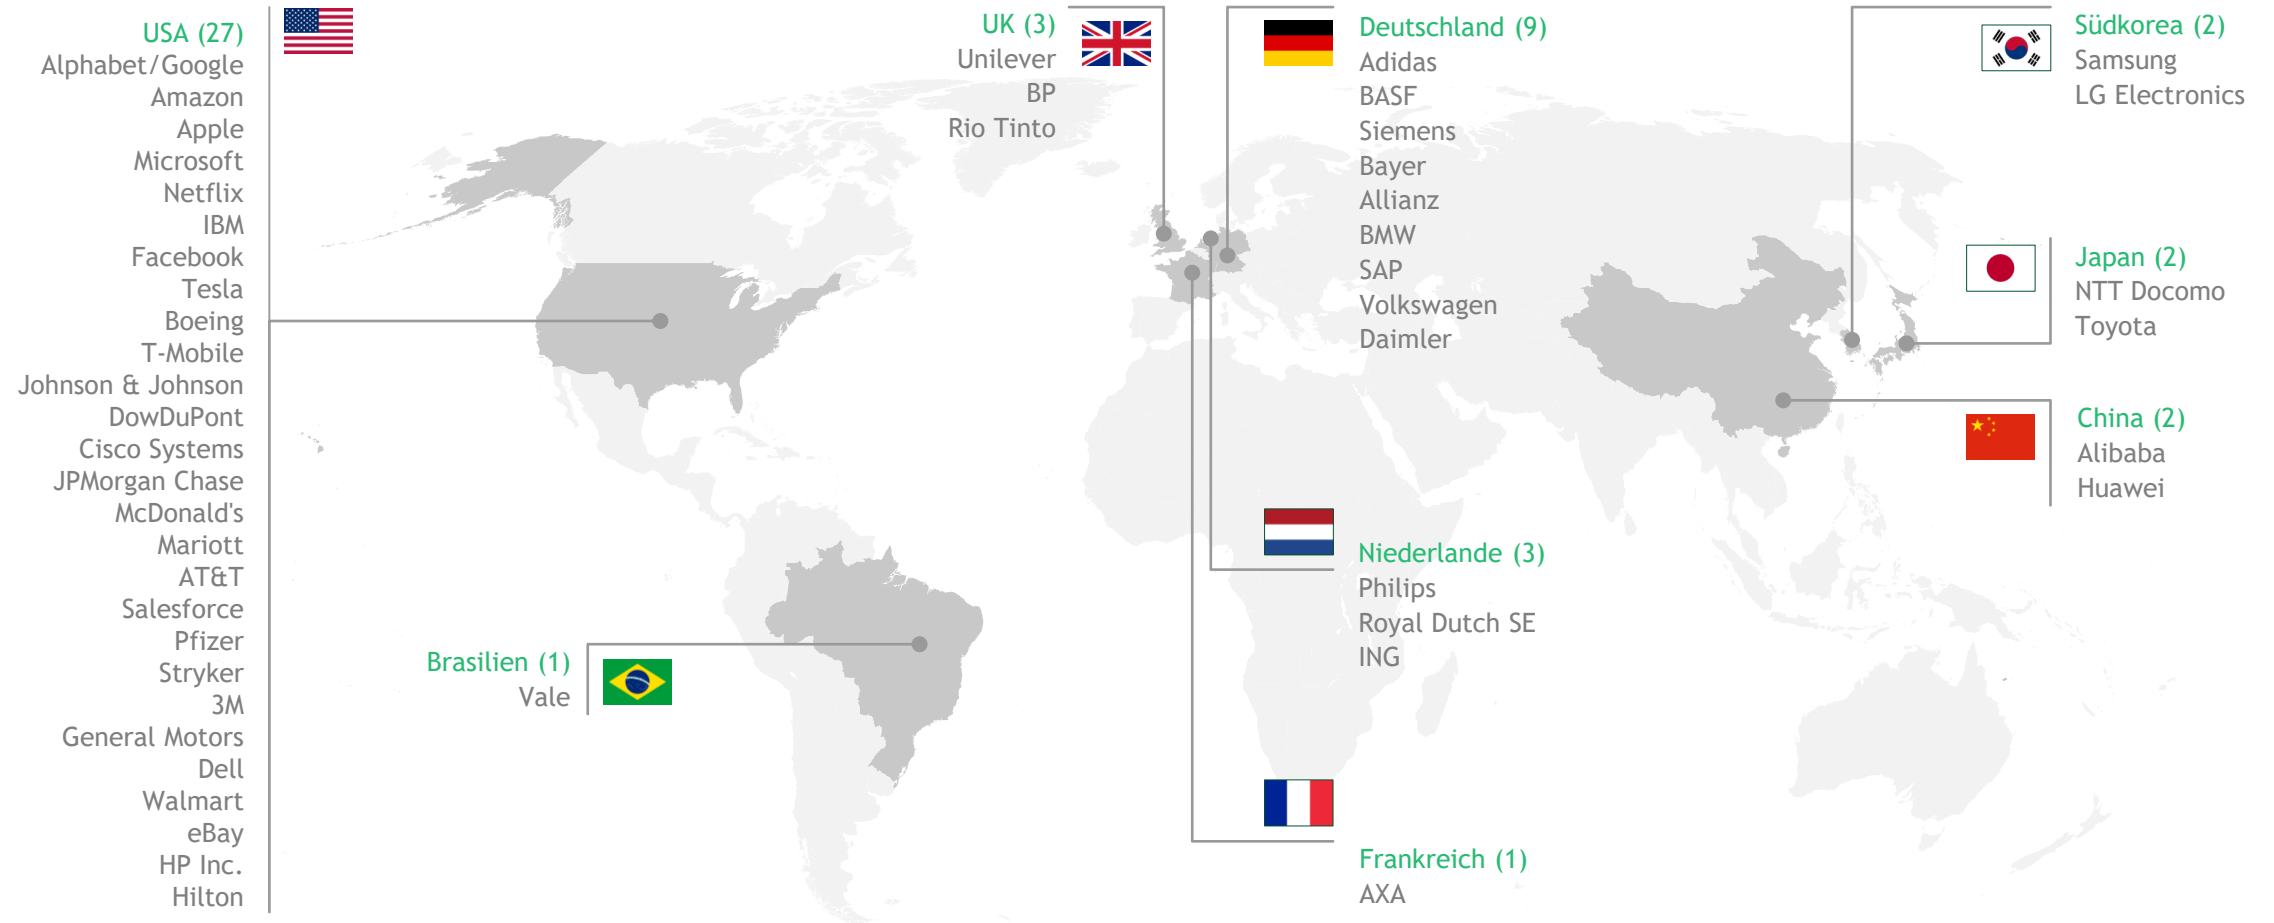 USA (27)
Alphabet/Google
Amazon
Apple
Microsoft
Netflix
IBM
Facebook
Tesla
Boeing
T-Mobile
Johnson & Johnson
DowDuPont
Cisco Systems
JPMorgan Chase
McDonald's
Mariott
AT&T
Salesforce
Pfizer
Stryker
3M
General Motors
Dell
Walmart
eBay
HP Inc.
Hilton
Brasilien (1)
Vale
UK (3)
Unilever
BP
Rio Tinto
Deutschland (9)
Adidas
BASF
Siemens
Bayer
Allianz
BMW
SAP
Volkswagen
Daimler
Niederlande (3)
Philips
Royal Dutch SE
ING
Frankreich (1)
AXA
Südkorea (2)
Samsung
LG Electronics
Japan (2)
NTT Docomo
Toyota
China (2)
Alibaba
Huawei